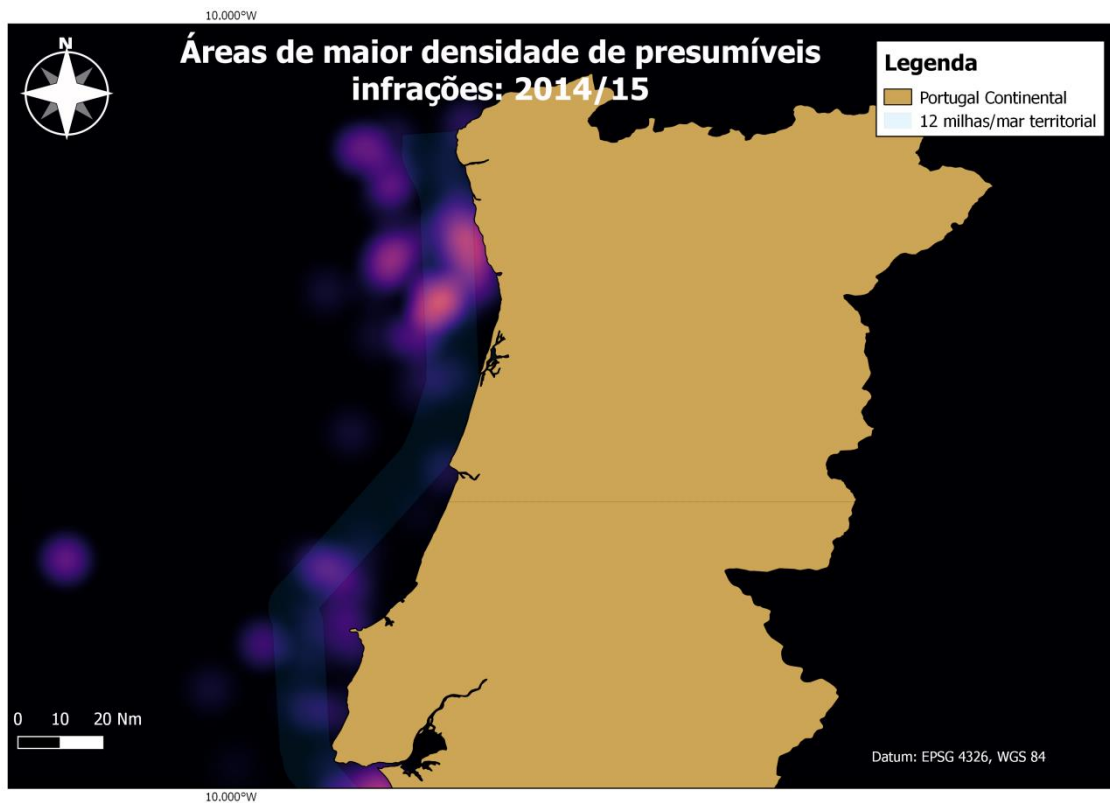 10.000°W
N
Áreas de maior densidade de presumíveis
infrações: 2014/15
Legenda
Portugal Continental
12 milhas/mar territorial
0 10 20 Nm
Datum: EPSG 4326, WGS 84
10.000°W